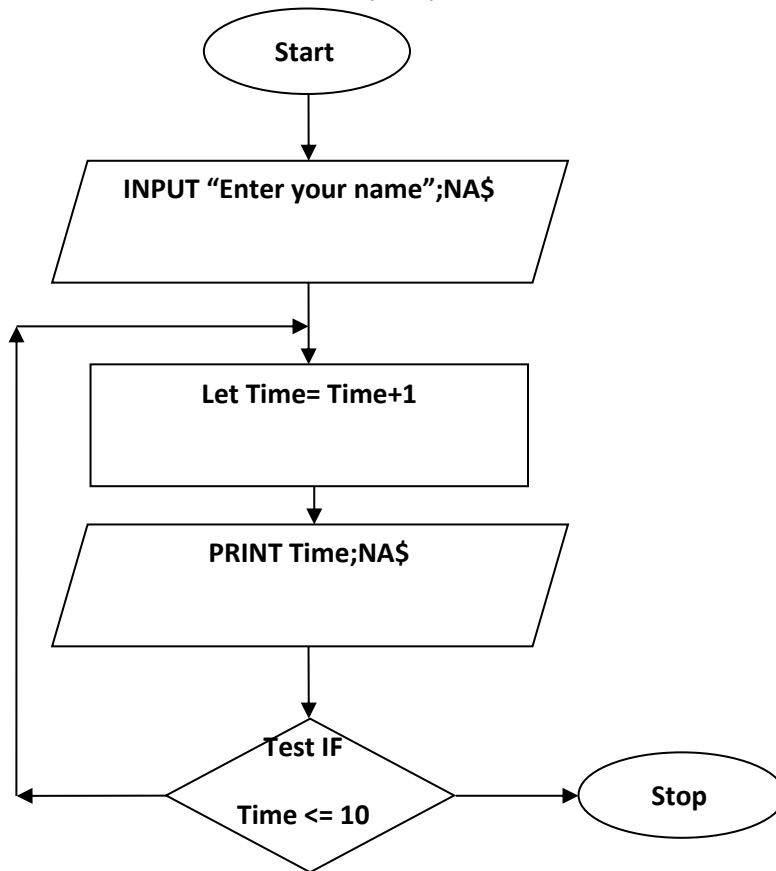 Start
INPUT “Enter your name”;NA$
Let Time= Time+1
PRINT Time;NA$
Test IF
Time <= 10
Stop